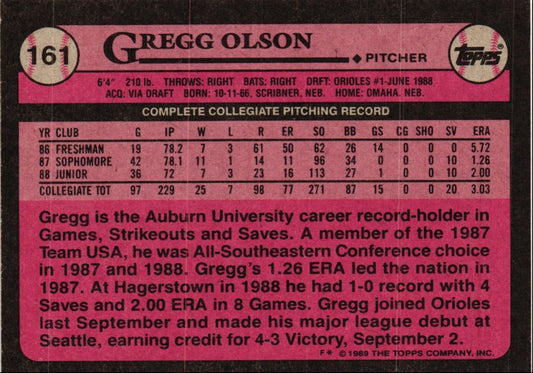 161
GREGG OLSON
PITCHER
Topps
6'4" 210 lb. THROWS: RIGHT BATS: RIGHT DRFT: ORIOLES #1-JUNE 1988
ACQ: VIA DRAFT BORN: 10-11-66, SCRIBNER, NEB. HOME: OMAHA, NEB.
COMPLETE COLLEGIATE PITCHING RECORD
YR CLUB G IP W L R ER SO BB GS CG SHO SV ERA
86 FRESHMAN 19 78.2 7 3 61 50 62 26 14 0 0 0 5.72
87 SOPHOMORE 42 78.1 11 1 14 11 96 34 0 0 0 10 1.26
88 JUNIOR 36 72 7 3 23 16 113 27 1 0 0 10 2.00
COLLEGIATE TOT 97 229 25 7 98 77 271 87 15 0 0 20 3.03
Gregg is the Auburn University career record-holder in
Games, Strikeouts and Saves. A member of the 1987
Team USA, he was All-Southeastern Conference choice
in 1987 and 1988. Gregg's 1.26 ERA led the nation in
1987. At Hagerstown in 1988 he had 1-0 record with 4
Saves and 2.00 ERA in 8 Games. Gregg joined Orioles
last September and made his major league debut at
Seattle, earning credit for 4-3 Victory, September 2.
F* © 1989 THE TOPPS COMPANY, INC.